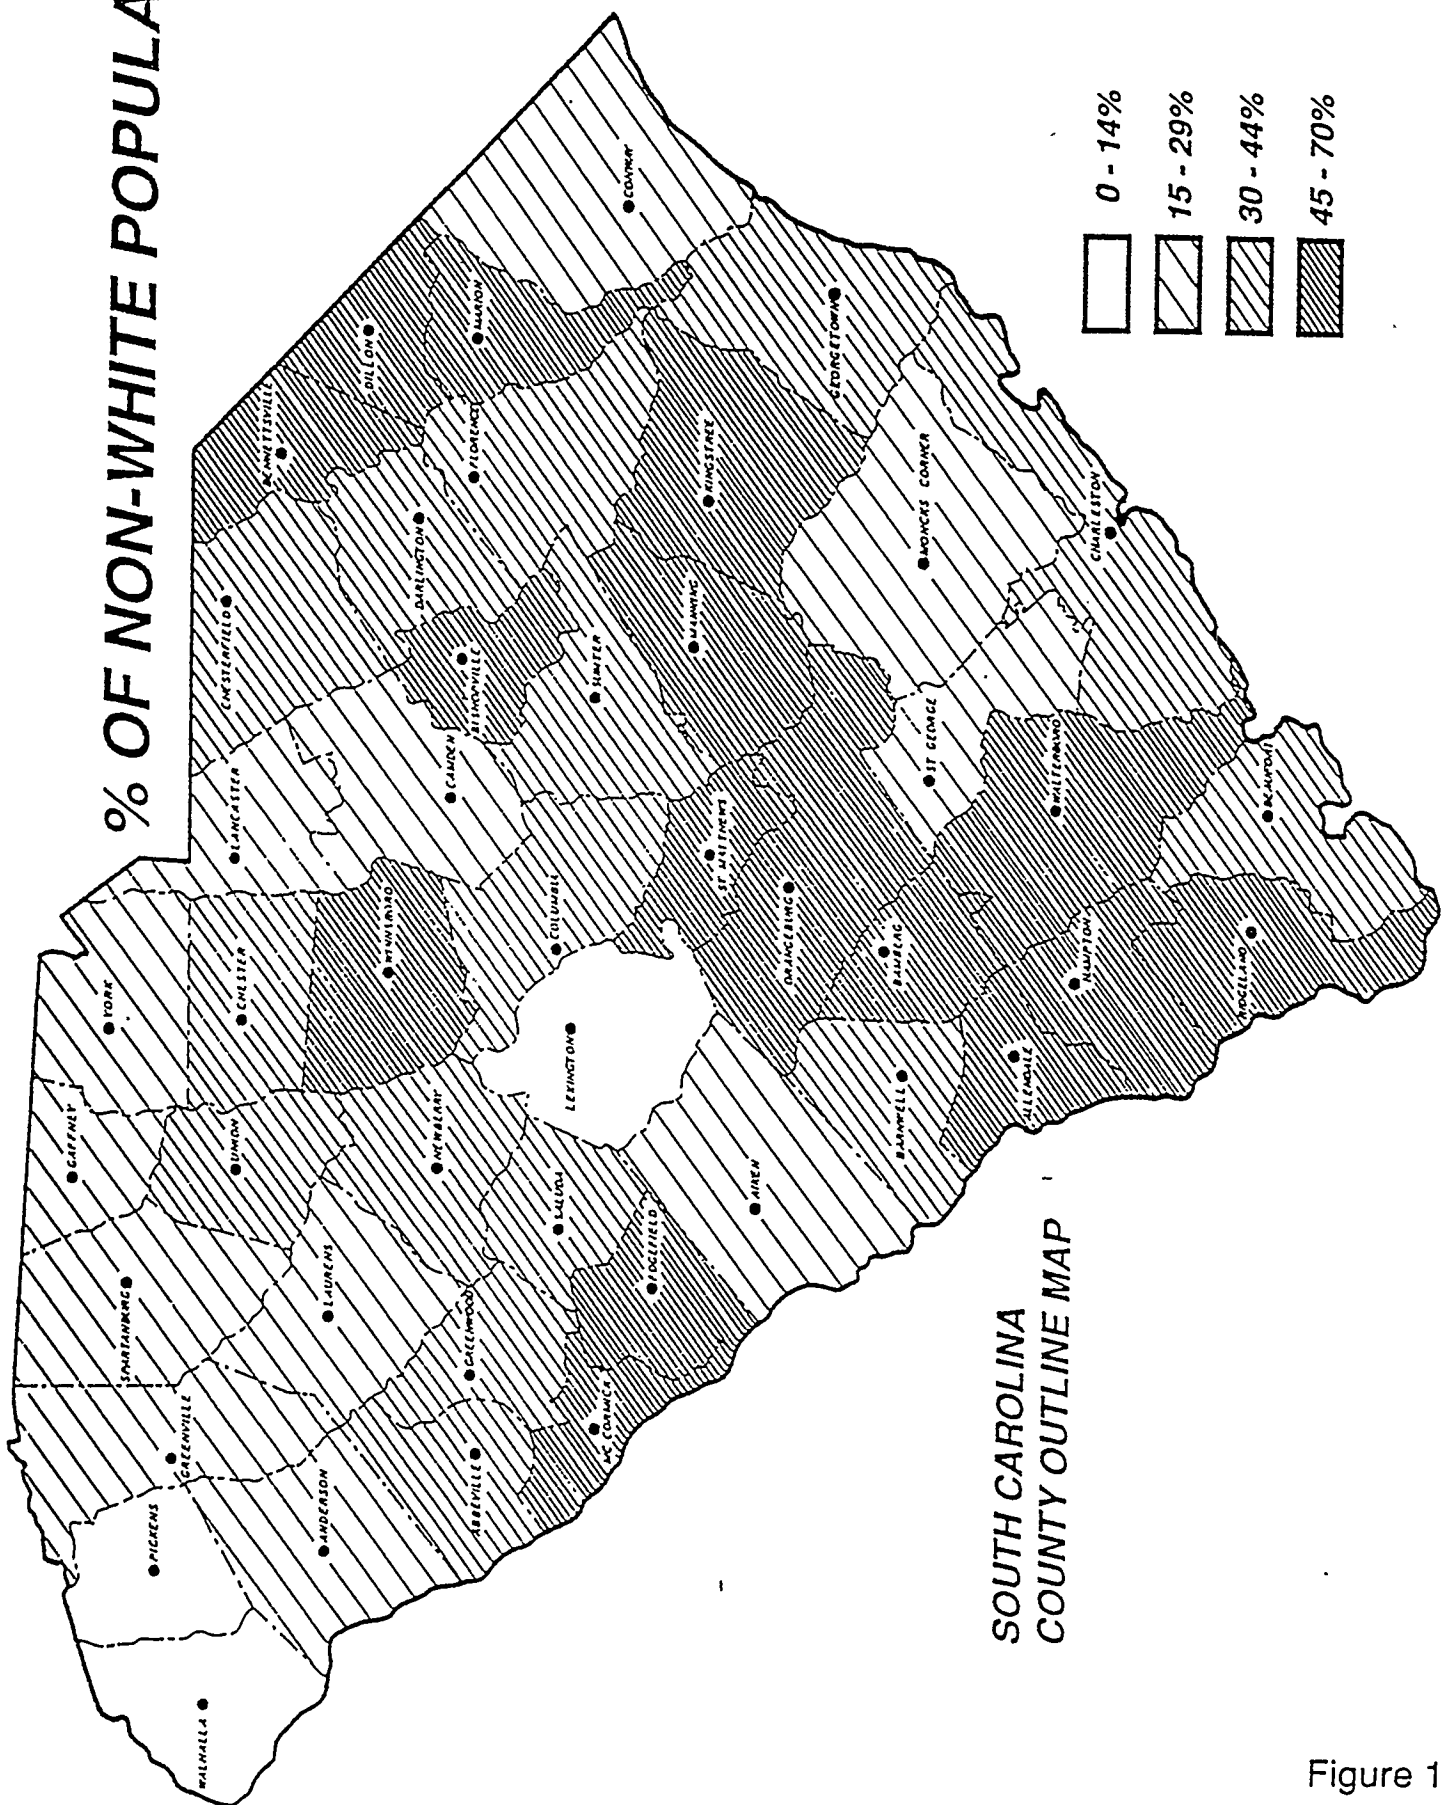 % OF NON-WHITE POPULA
WALHALLA
PICKENS
GREENVILLE
SPARTANBURG
GAFFNEY
YORK
ANDERSON
LAURENS
UNION
CHESTER
LANCASTER
CHESTERFIELD
BENNETTSVILLE
DILLON
ABBEVILLE
GREENWOOD
NEWBERRY
WINNSBORO
CAMDEN
BISHOPVILLE
DARLINGTON
FLORENCE
MARION
CONWAY
MC CORMICK
SALUDA
EDGEFIELD
LEXINGTON
COLUMBIA
SUMTER
MANNING
KINGSTREE
GEORGETOWN
AIKEN
ST MATTHEWS
ORANGEBURG
BARNWELL
BAMBERG
ST GEORGE
MONCKS CORNER
ALLENDALE
HAMPTON
WALTERBORO
CHARLESTON
RIDGELAND
BEAUFORT
0 - 14%
15 - 29%
30 - 44%
45 - 70%
SOUTH CAROLINA
COUNTY OUTLINE MAP
Figure 1